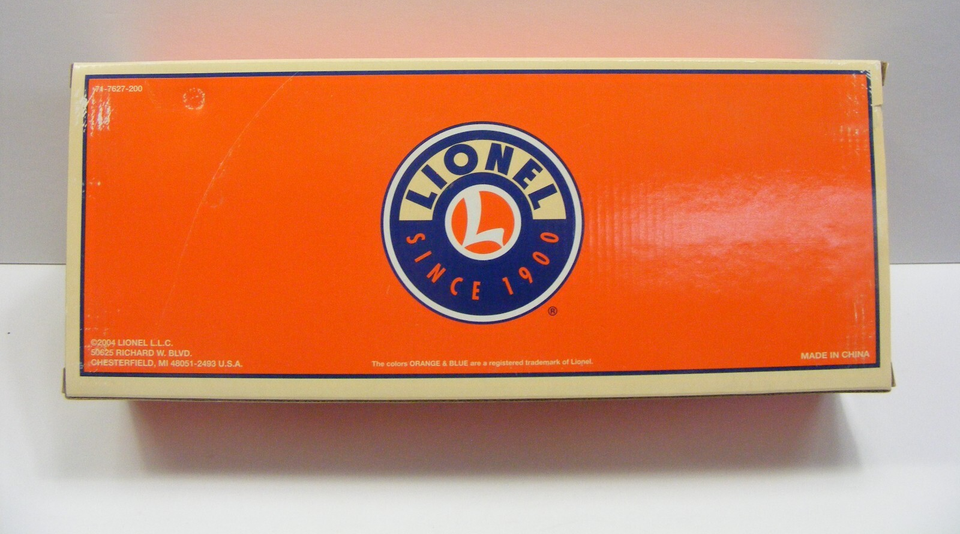 71-7627-200
LIONEL
L
SINCE 1900
®
©2004 LIONEL L.L.C.
50625 RICHARD W. BLVD.
CHESTERFIELD, MI 48051-2493 U.S.A.
The colors ORANGE & BLUE are a registered trademark of Lionel.
MADE IN CHINA